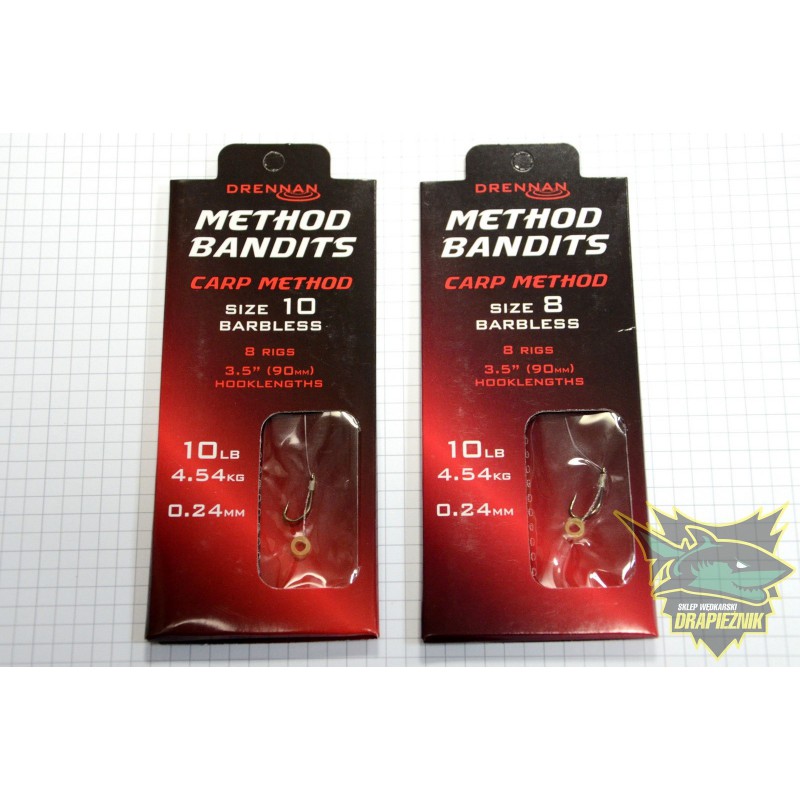 DRENNAN
METHOD
BANDITS
CARP METHOD
SIZE 10
BARBLESS
8 RIGS
3.5" (90MM)
HOOKLENGTHS
10LB
4.54KG
0.24MM
DRENNAN
METHOD
BANDITS
CARP METHOD
SIZE 8
BARBLESS
8 RIGS
3.5" (90MM)
HOOKLENGTHS
10LB
4.54KG
0.24MM
SKLEP WĘDKARSKI
DRAPIEŻNIK